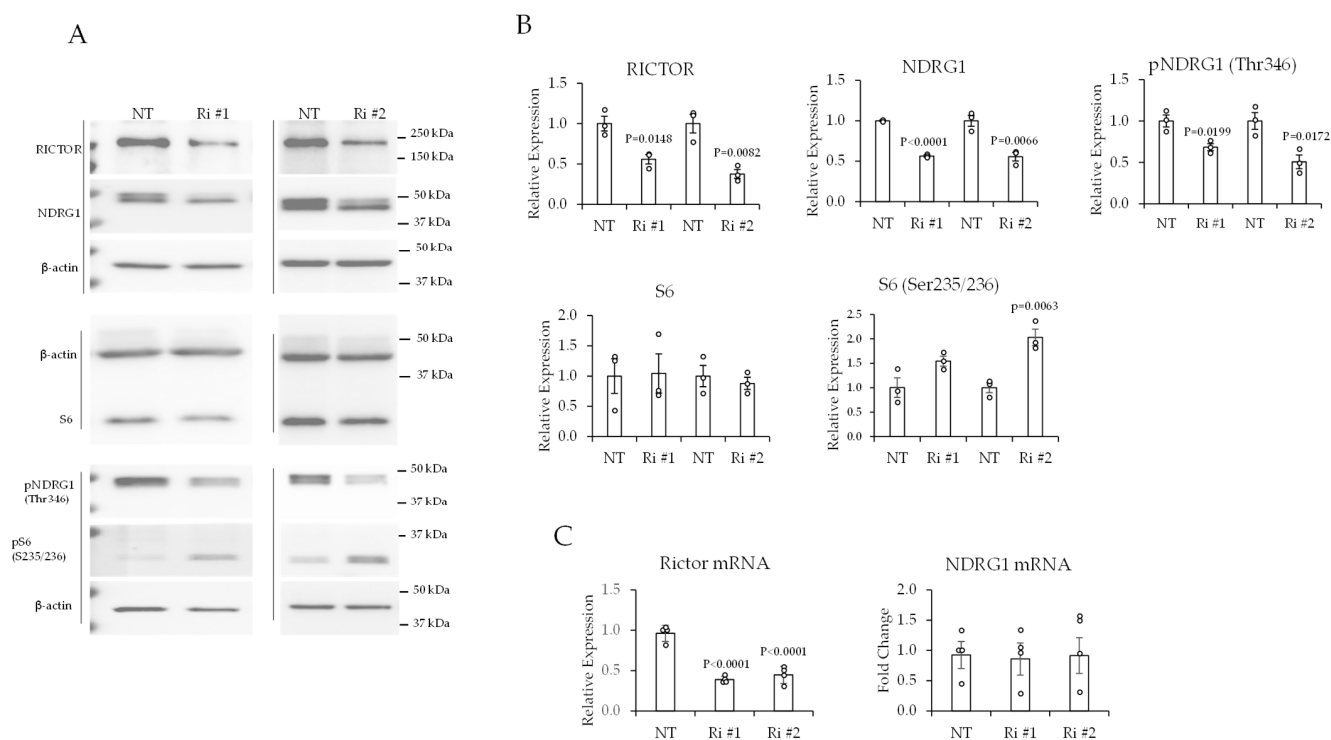 A
NT
Ri #1
NT
Ri #2
RICTOR
250 kDa
150 kDa
NDRG1
50 kDa
37 kDa
β-actin
50 kDa
37 kDa
β-actin
50 kDa
37 kDa
S6
pNDRG1
(Thr346)
50 kDa
37 kDa
pS6
(S235/236)
37 kDa
β-actin
50 kDa
37 kDa
B
RICTOR
Relative Expression
1.5
1.0
0.5
0.0
P=0.0148
P=0.0082
NT Ri #1 NT Ri #2
NDRG1
Relative Expression
1.5
1.0
0.5
0.0
P<0.0001
P=0.0066
NT Ri #1 NT Ri #2
pNDRG1 (Thr346)
Relative Expression
1.5
1.0
0.5
0.0
P=0.0199
P=0.0172
NT Ri #1 NT Ri #2
S6
Relative Expression
2.0
1.5
1.0
0.5
0.0
NT Ri #1 NT Ri #2
S6 (Ser235/236)
Relative Expression
2.5
2.0
1.5
1.0
0.5
0.0
p=0.0063
NT Ri #1 NT Ri #2
C
Rictor mRNA
Relative Expression
1.5
1.0
0.5
0.0
P<0.0001
P<0.0001
NT Ri #1 Ri #2
NDRG1 mRNA
Fold Change
2.0
1.5
1.0
0.5
0.0
NT Ri #1 Ri #2